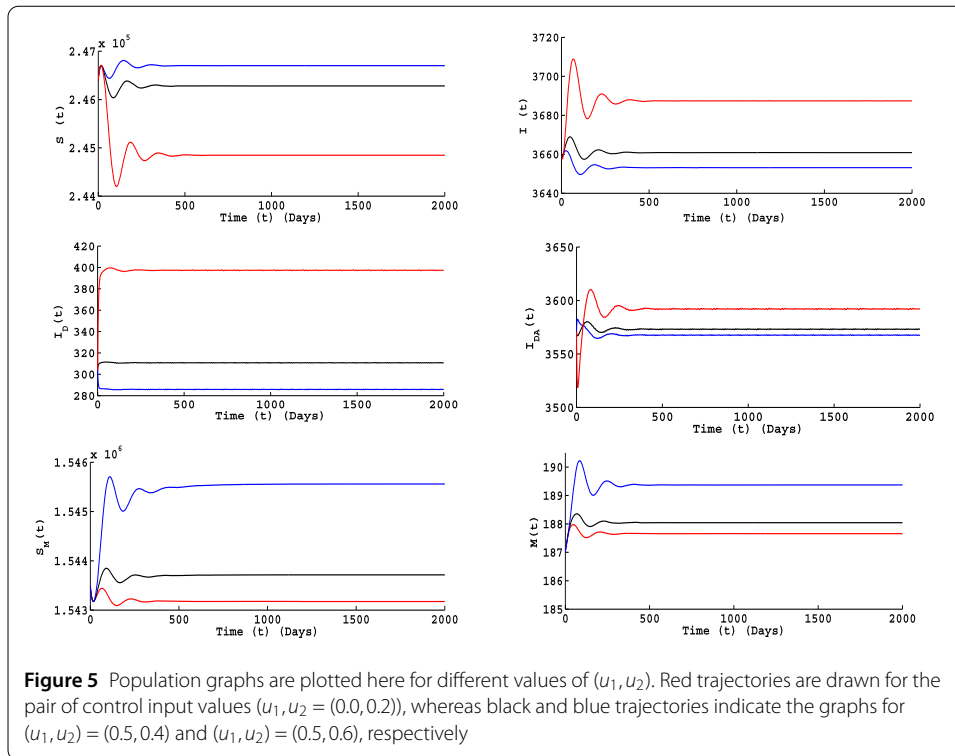 x 10^5
2.47
2.46
2.45
2.44
S (t)
0 500 1000 1500 2000
Time (t) (Days)
3720
3700
3680
3660
3640
I (t)
0 500 1000 1500 2000
Time (t) (Days)
420
400
380
360
340
320
300
280
I_D(t)
0 500 1000 1500 2000
Time (t) (Days)
3650
3600
3550
3500
I_DA(t)
0 500 1000 1500 2000
Time (t) (Days)
x 10^6
1.546
1.545
1.544
1.543
S_M(t)
0 500 1000 1500 2000
Time (t) (Days)
190
189
188
187
186
185
M(t)
0 500 1000 1500 2000
Time (t) (Days)
Figure 5 Population graphs are plotted here for different values of (u₁, u₂). Red trajectories are drawn for the
pair of control input values (u₁, u₂ = (0.0, 0.2)), whereas black and blue trajectories indicate the graphs for
(u₁, u₂) = (0.5, 0.4) and (u₁, u₂) = (0.5, 0.6), respectively